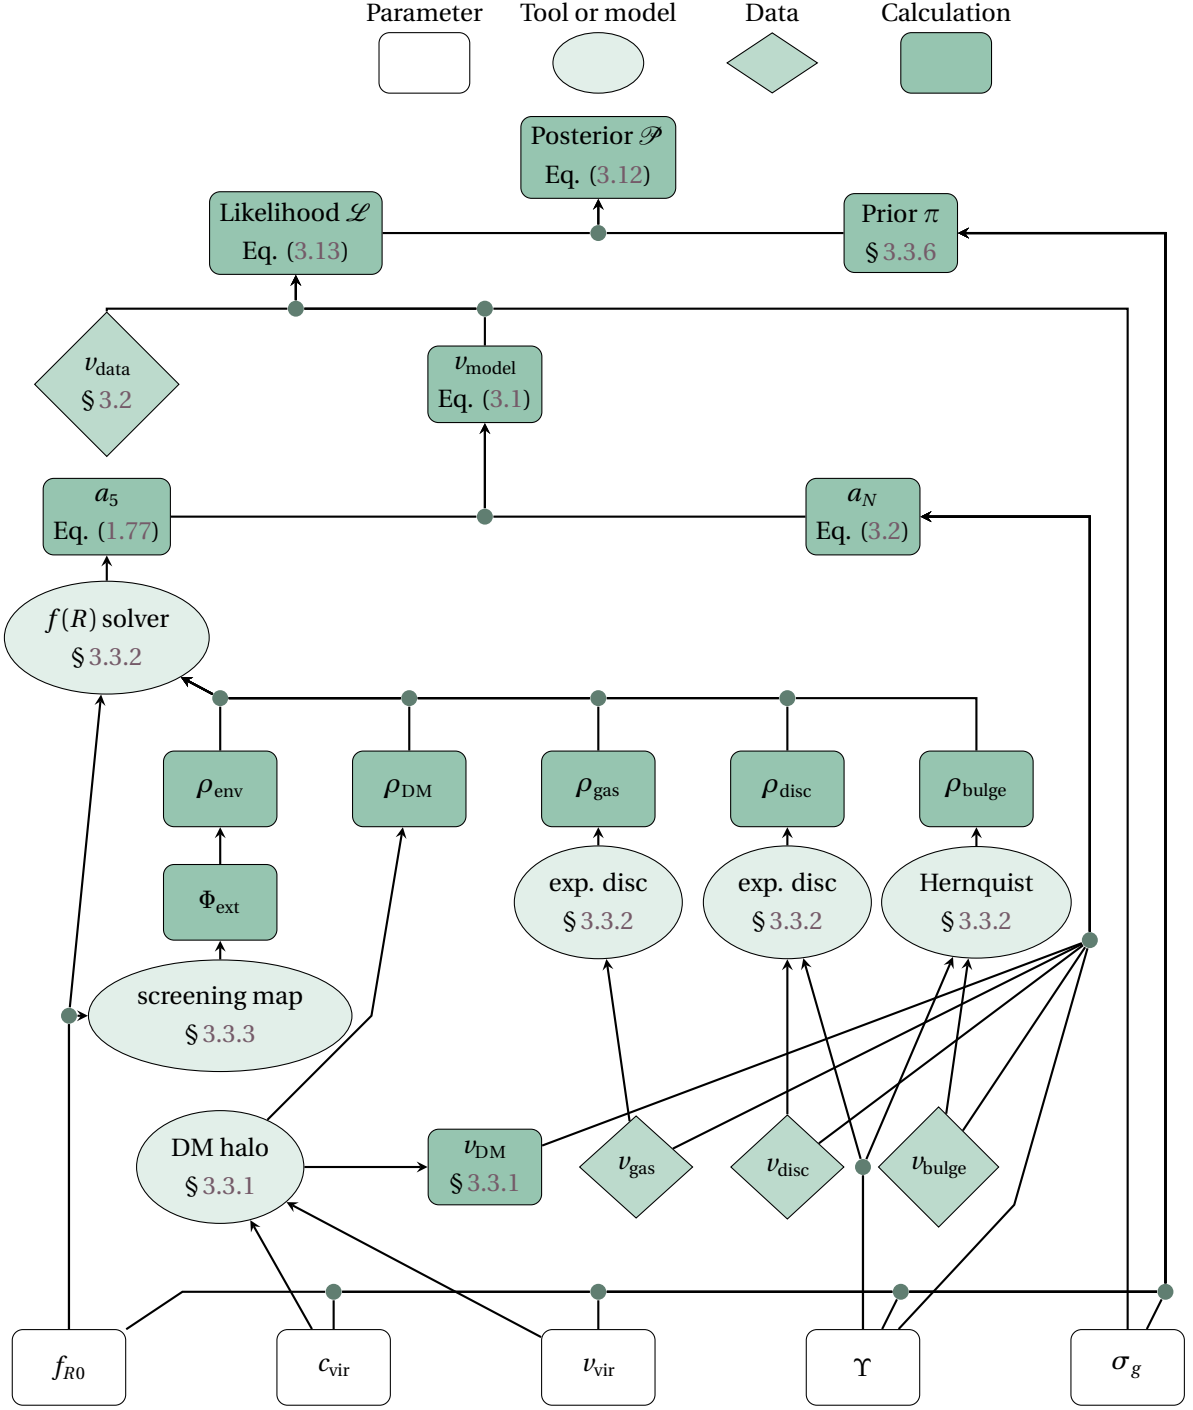 Parameter Tool or model Data Calculation
Posterior 𝒫
Eq. (3.12)
Likelihood ℒ
Eq. (3.13)
Prior π
§ 3.3.6
v_data
§ 3.2
v_model
Eq. (3.1)
a_5
Eq. (1.77)
a_N
Eq. (3.2)
f(R) solver
§ 3.3.2
ρ_env
ρ_DM
ρ_gas
ρ_disc
ρ_bulge
Φ_ext
exp. disc
§ 3.3.2
exp. disc
§ 3.3.2
Hernquist
§ 3.3.2
screening map
§ 3.3.3
DM halo
§ 3.3.1
v_DM
§ 3.3.1
v_gas
v_disc
v_bulge
f_R0
c_vir
v_vir
ϒ
σ_g